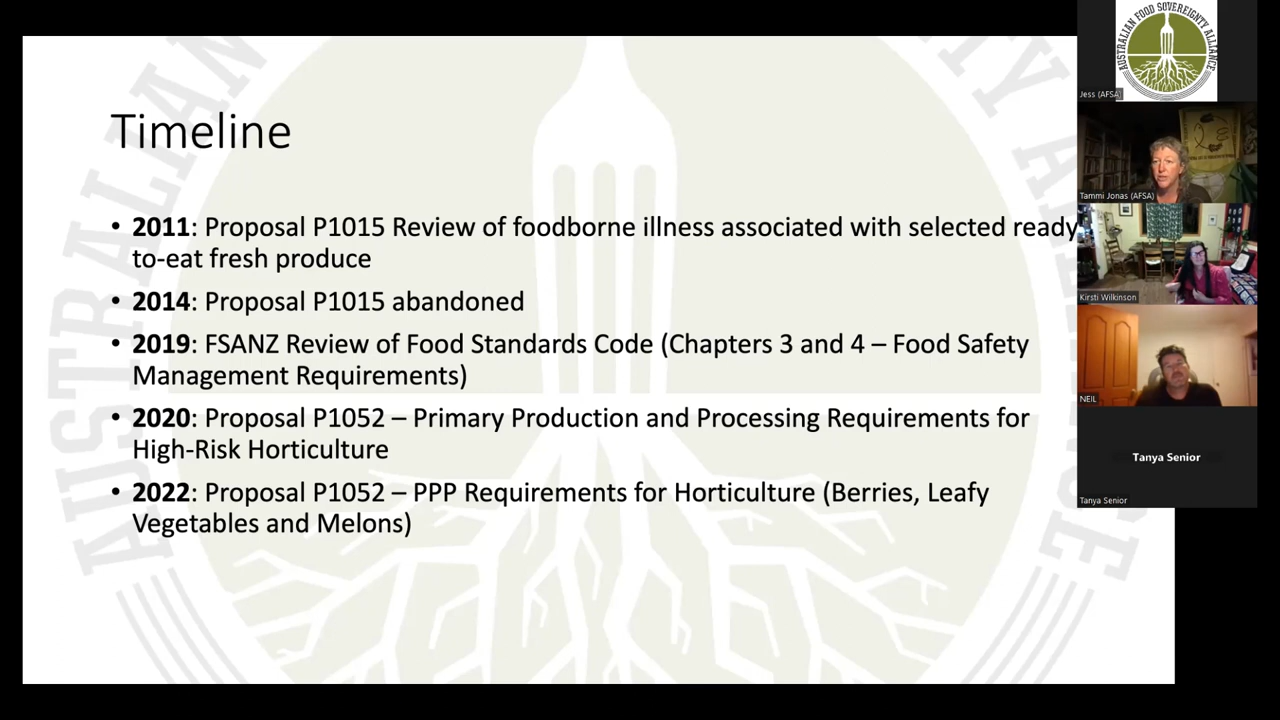 Timeline
• 2011: Proposal P1015 Review of foodborne illness associated with selected ready
to-eat fresh produce
• 2014: Proposal P1015 abandoned
• 2019: FSANZ Review of Food Standards Code (Chapters 3 and 4 – Food Safety
Management Requirements)
• 2020: Proposal P1052 – Primary Production and Processing Requirements for
High-Risk Horticulture
• 2022: Proposal P1052 – PPP Requirements for Horticulture (Berries, Leafy
Vegetables and Melons)
AUSTRALIAN FOOD SOVEREIGNTY ALLIANCE
Jess (AFSA)
Tammi Jonas (AFSA)
Kirsti Wilkinson
NEIL
Tanya Senior
Tanya Senior
AUSTRALIAN
ALLIANCE